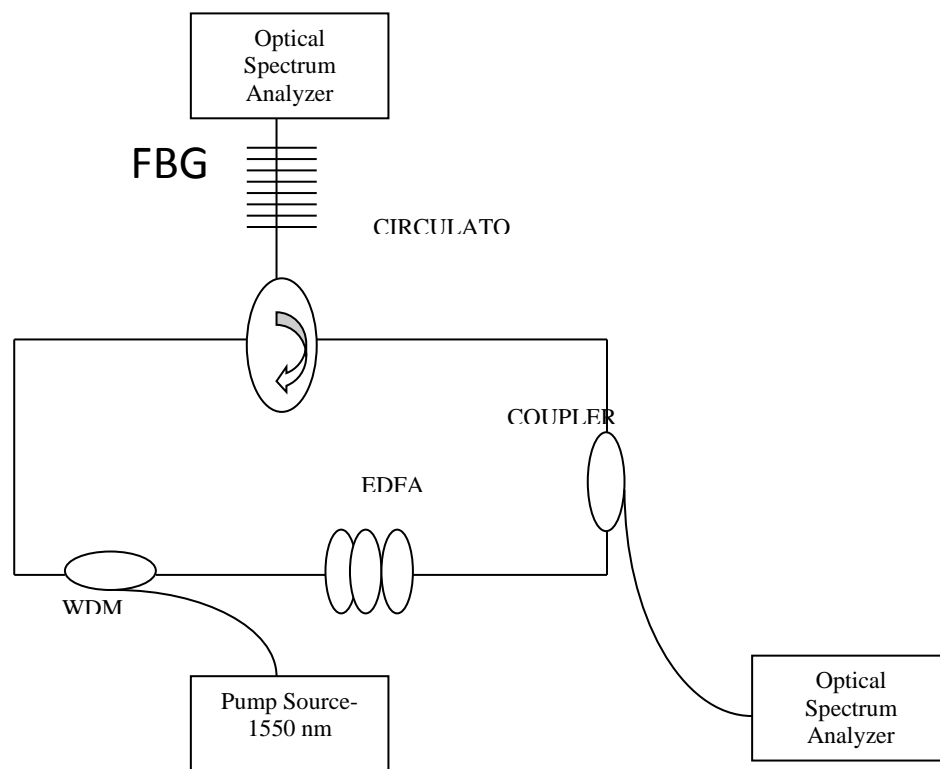 Optical
Spectrum
Analyzer
FBG
CIRCULATO
COUPLER
EDFA
WDM
Pump Source-
1550 nm
Optical
Spectrum
Analyzer